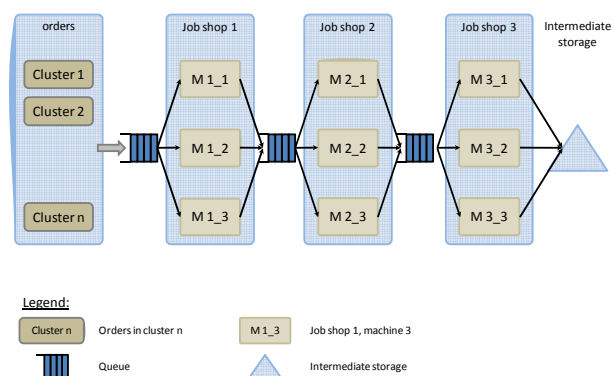 orders
Job shop 1
Job shop 2
Job shop 3
Intermediate
storage
Cluster 1
Cluster 2
Cluster n
M 1_1
M 1_2
M 1_3
M 2_1
M 2_2
M 2_3
M 3_1
M 3_2
M 3_3
Legend:
Cluster n
Orders in cluster n
M 1_3
Job shop 1, machine 3
Queue
Intermediate storage